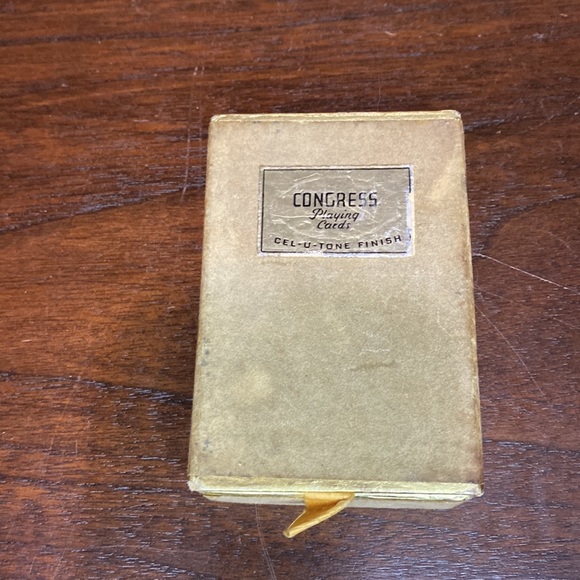 CONGRESS
Playing
Cards
CEL-U-TONE FINISH